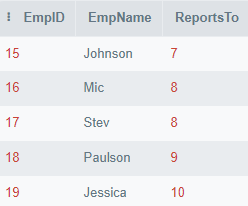 EmpID EmpName ReportsTo
15 Johnson 7
16 Mic 8
17 Stev 8
18 Paulson 9
19 Jessica 10